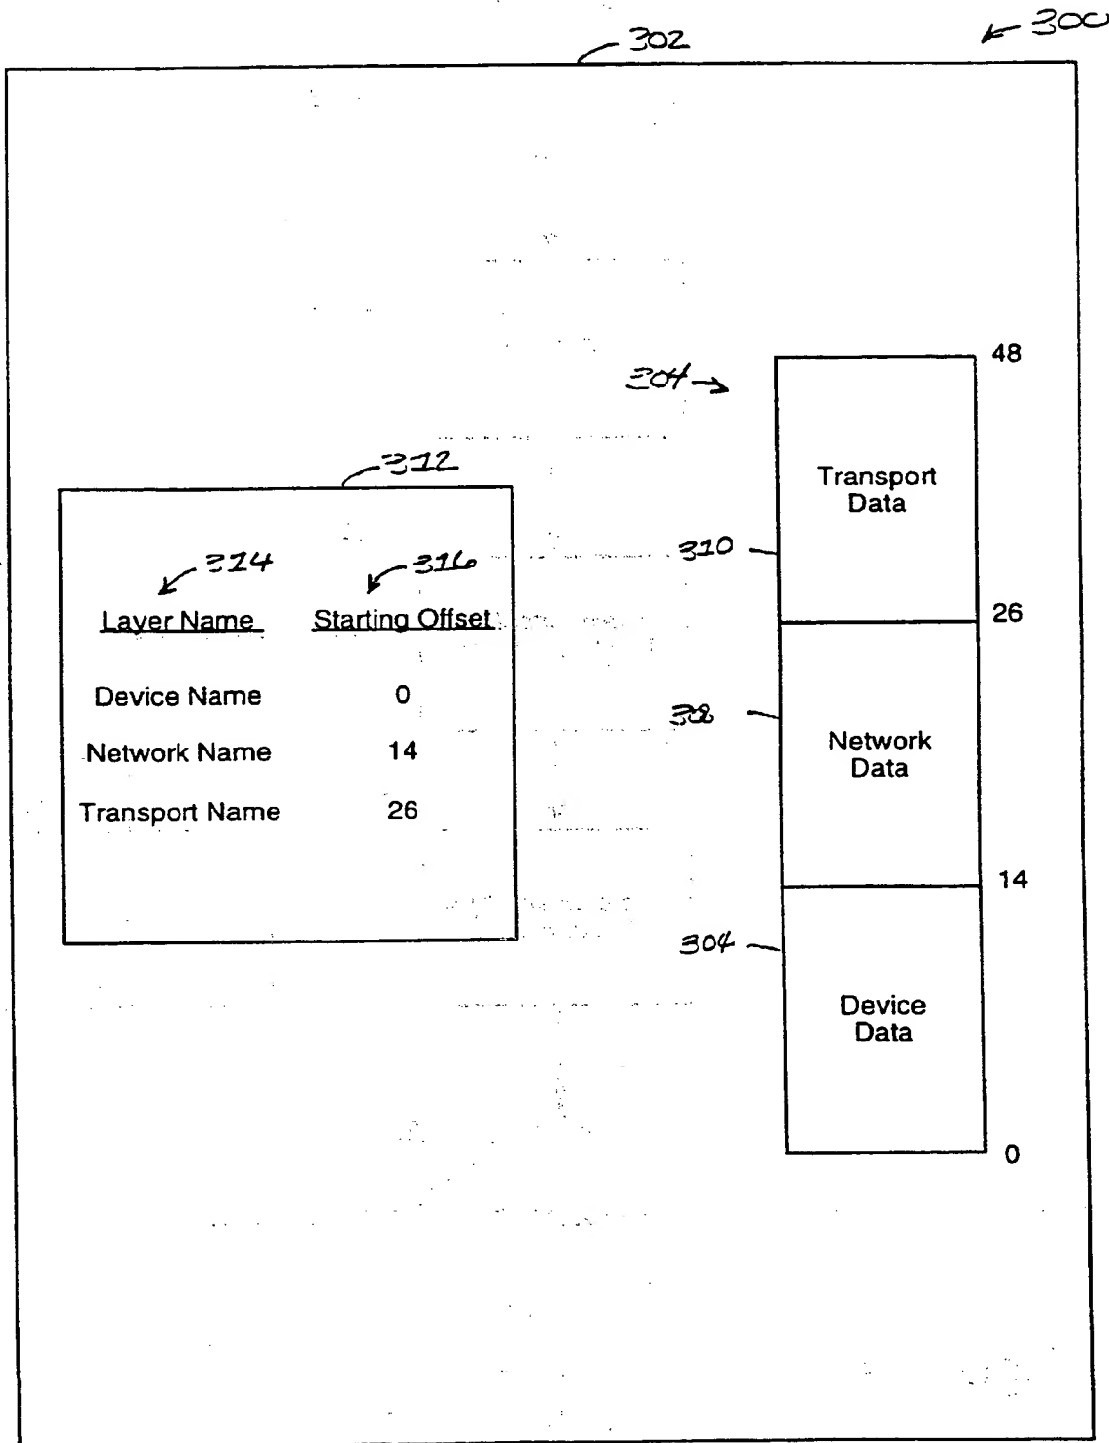 300
302
48
304
Transport
Data
312
310
314
316
Layer Name Starting Offset
26
Device Name 0
308
Network Name 14
Network
Data
Transport Name 26
14
304
Device
Data
0